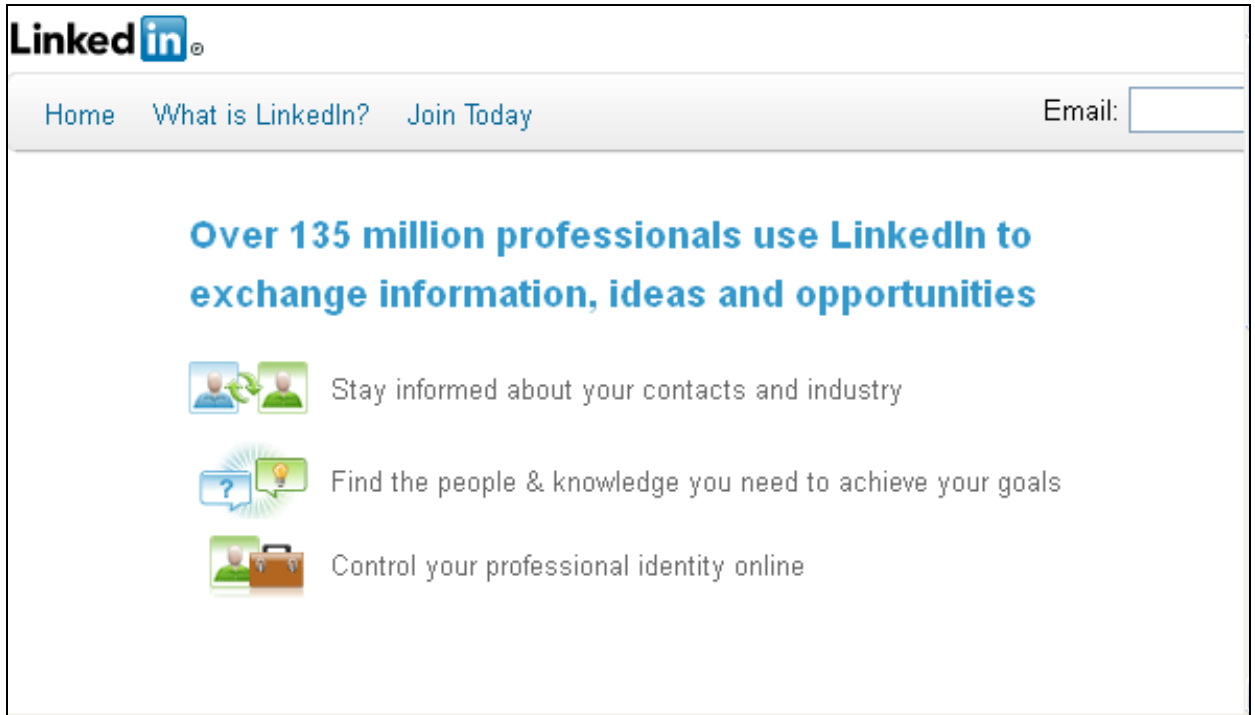 Linked in ®
Home What is LinkedIn? Join Today Email:
Over 135 million professionals use LinkedIn to
exchange information, ideas and opportunities
Stay informed about your contacts and industry
?
Find the people & knowledge you need to achieve your goals
Control your professional identity online